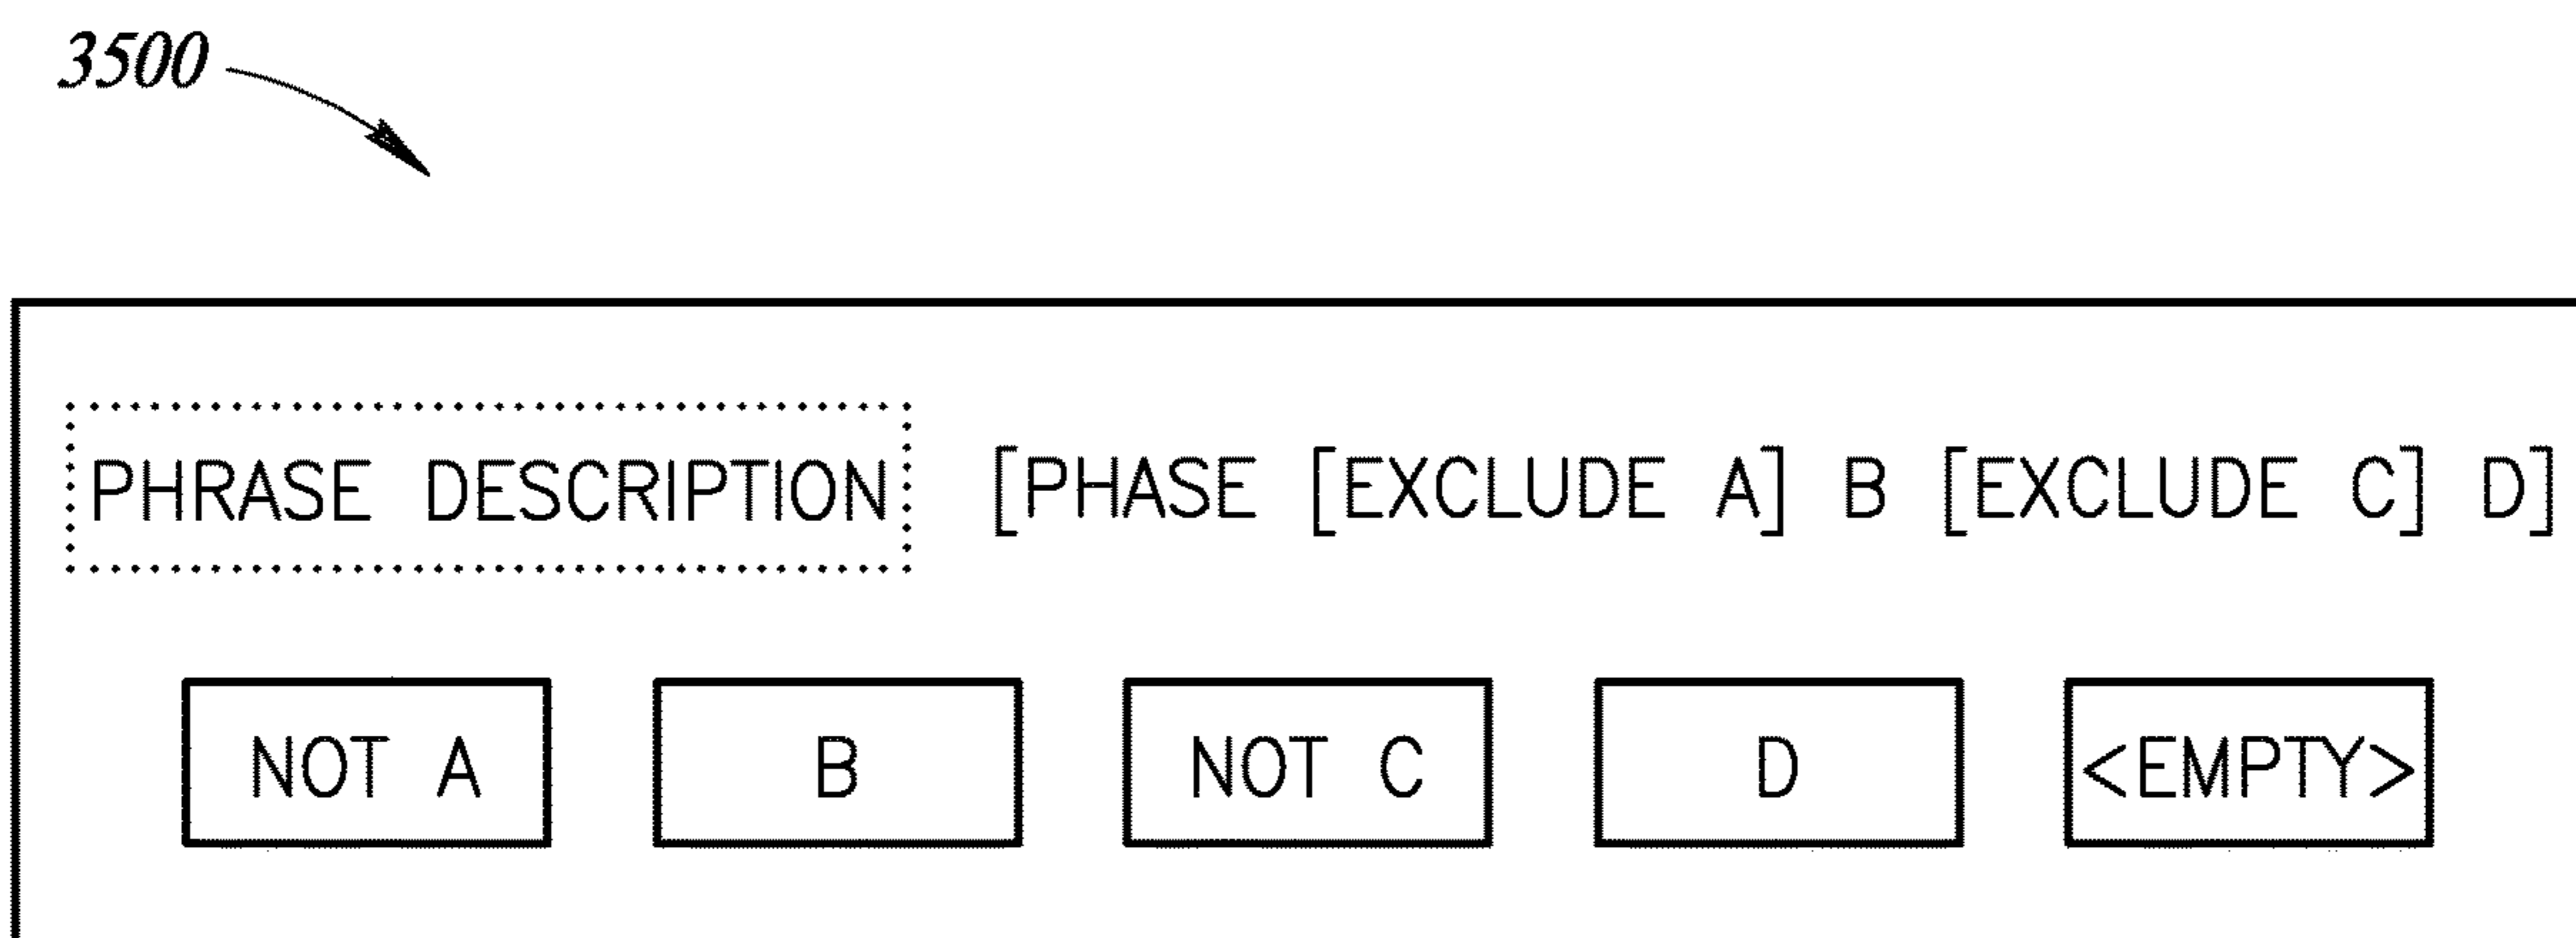 3500
PHRASE DESCRIPTION [PHASE [EXCLUDE A] B [EXCLUDE C] D]
NOT A B NOT C D <EMPTY>